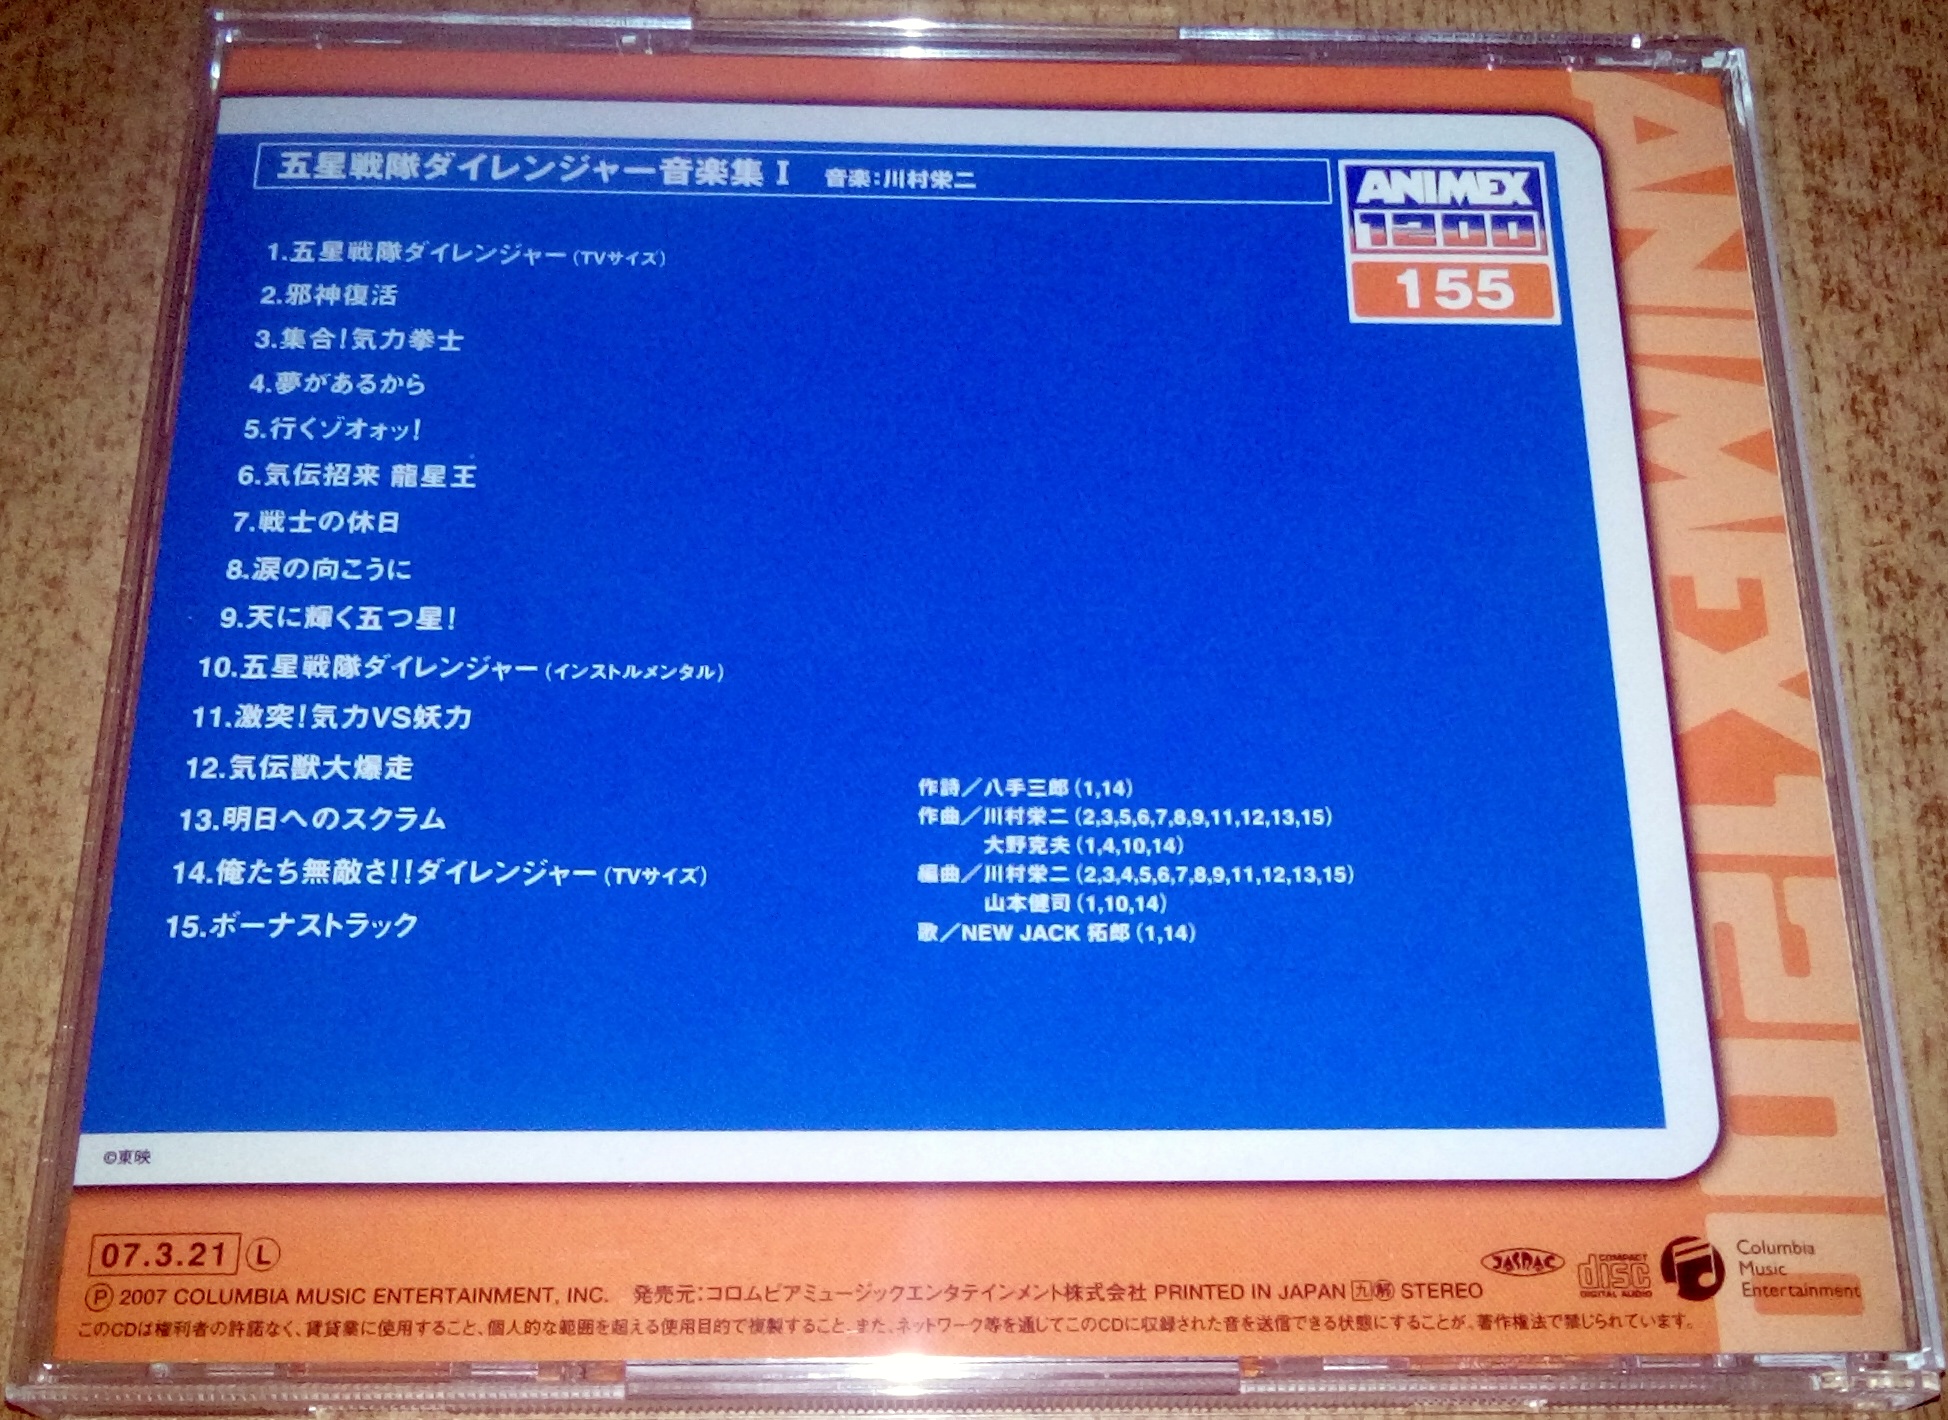 五星戦隊ダイレンジャー音楽集 I 音楽:川村栄二
ANIMEX
1200
155
1.五星戦隊ダイレンジャー(TVサイズ)
2.邪神復活
3.集合!気力拳士
4.夢があるから
5.行くゾオォッ!
6.気伝招来 龍星王
7.戦士の休日
8.涙の向こうに
9.天に輝く五つ星!
10.五星戦隊ダイレンジャー(インストルメンタル)
11.激突!気力VS妖力
12.気伝獣大爆走
13.明日へのスクラム
14.俺たち無敵さ!!ダイレンジャー(TVサイズ)
15.ボーナストラック
作詩/八手三郎(1,14)
作曲/川村栄二(2,3,5,6,7,8,9,11,12,13,15)
大野克夫(1,4,10,14)
編曲/川村栄二(2,3,4,5,6,7,8,9,11,12,13,15)
山本健司(1,10,14)
歌/NEW JACK 拓郎(1,14)
ANIMEX1200
©東映
07.3.21 Ⓛ
Ⓟ 2007 COLUMBIA MUSIC ENTERTAINMENT, INC. 発売元:コロムビアミュージックエンタテインメント株式会社 PRINTED IN JAPAN 九 解 STEREO
JASRAC
COMPACT disc DIGITAL AUDIO
Columbia
Music
Entertainment
このCDは権利者の許諾なく、賃貸業に使用すること、個人的な範囲を超える使用目的で複製すること、また、ネットワーク等を通じてこのCDに収録された音を送信できる状態にすることが、著作権法で禁じられています。